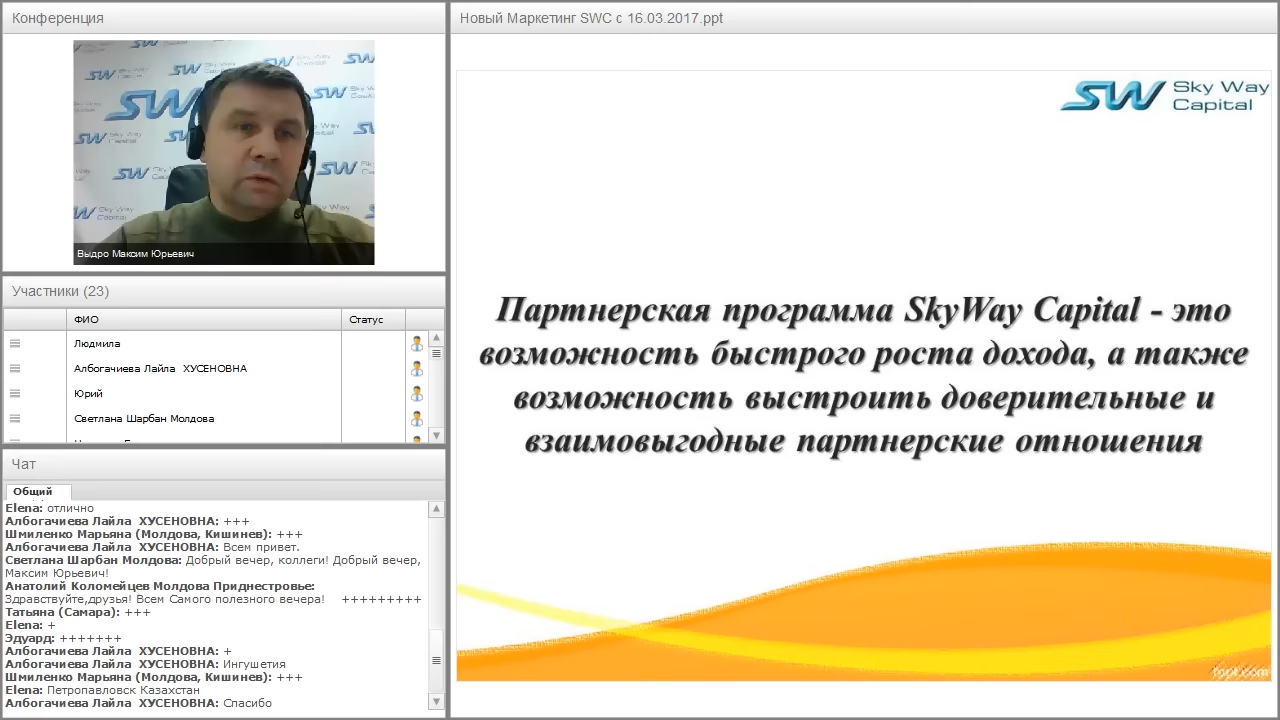 Конференция
Sky Way
Capital
Выдро Максим Юрьевич
Участники (23)
ФИО
Статус
Людмила
Албогачиева Лайла ХУСЕНОВНА
Юрий
Светлана Шарбан Молдова
Чат
Общий
Elena: отлично
Албогачиева Лайла ХУСЕНОВНА: +++
Шмиленко Марьяна (Молдова, Кишинев): +++
Албогачиева Лайла ХУСЕНОВНА: Всем привет.
Светлана Шарбан Молдова: Добрый вечер, коллеги! Добрый вечер,
Максим Юрьевич!
Анатолий Коломейцев Молдова Приднестровье:
Здравствуйте,друзья! Всем Самого полезного вечера! +++++++++
Татьяна (Самара): +++
Elena: +
Эдуард: +++++++
Албогачиева Лайла ХУСЕНОВНА: +
Албогачиева Лайла ХУСЕНОВНА: Ингушетия
Шмиленко Марьяна (Молдова, Кишинев): +++
Elena: Петропавловск Казахстан
Албогачиева Лайла ХУСЕНОВНА: Спасибо
Новый Маркетинг SWC с 16.03.2017.ppt
SW Sky Way
Capital
Партнерская программа SkyWay Capital - это
возможность быстрого роста дохода, а также
возможность выстроить доверительные и
взаимовыгодные партнерские отношения